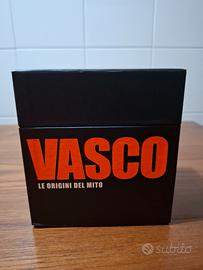 VASCO
LE ORIGINI DEL MITO
subito